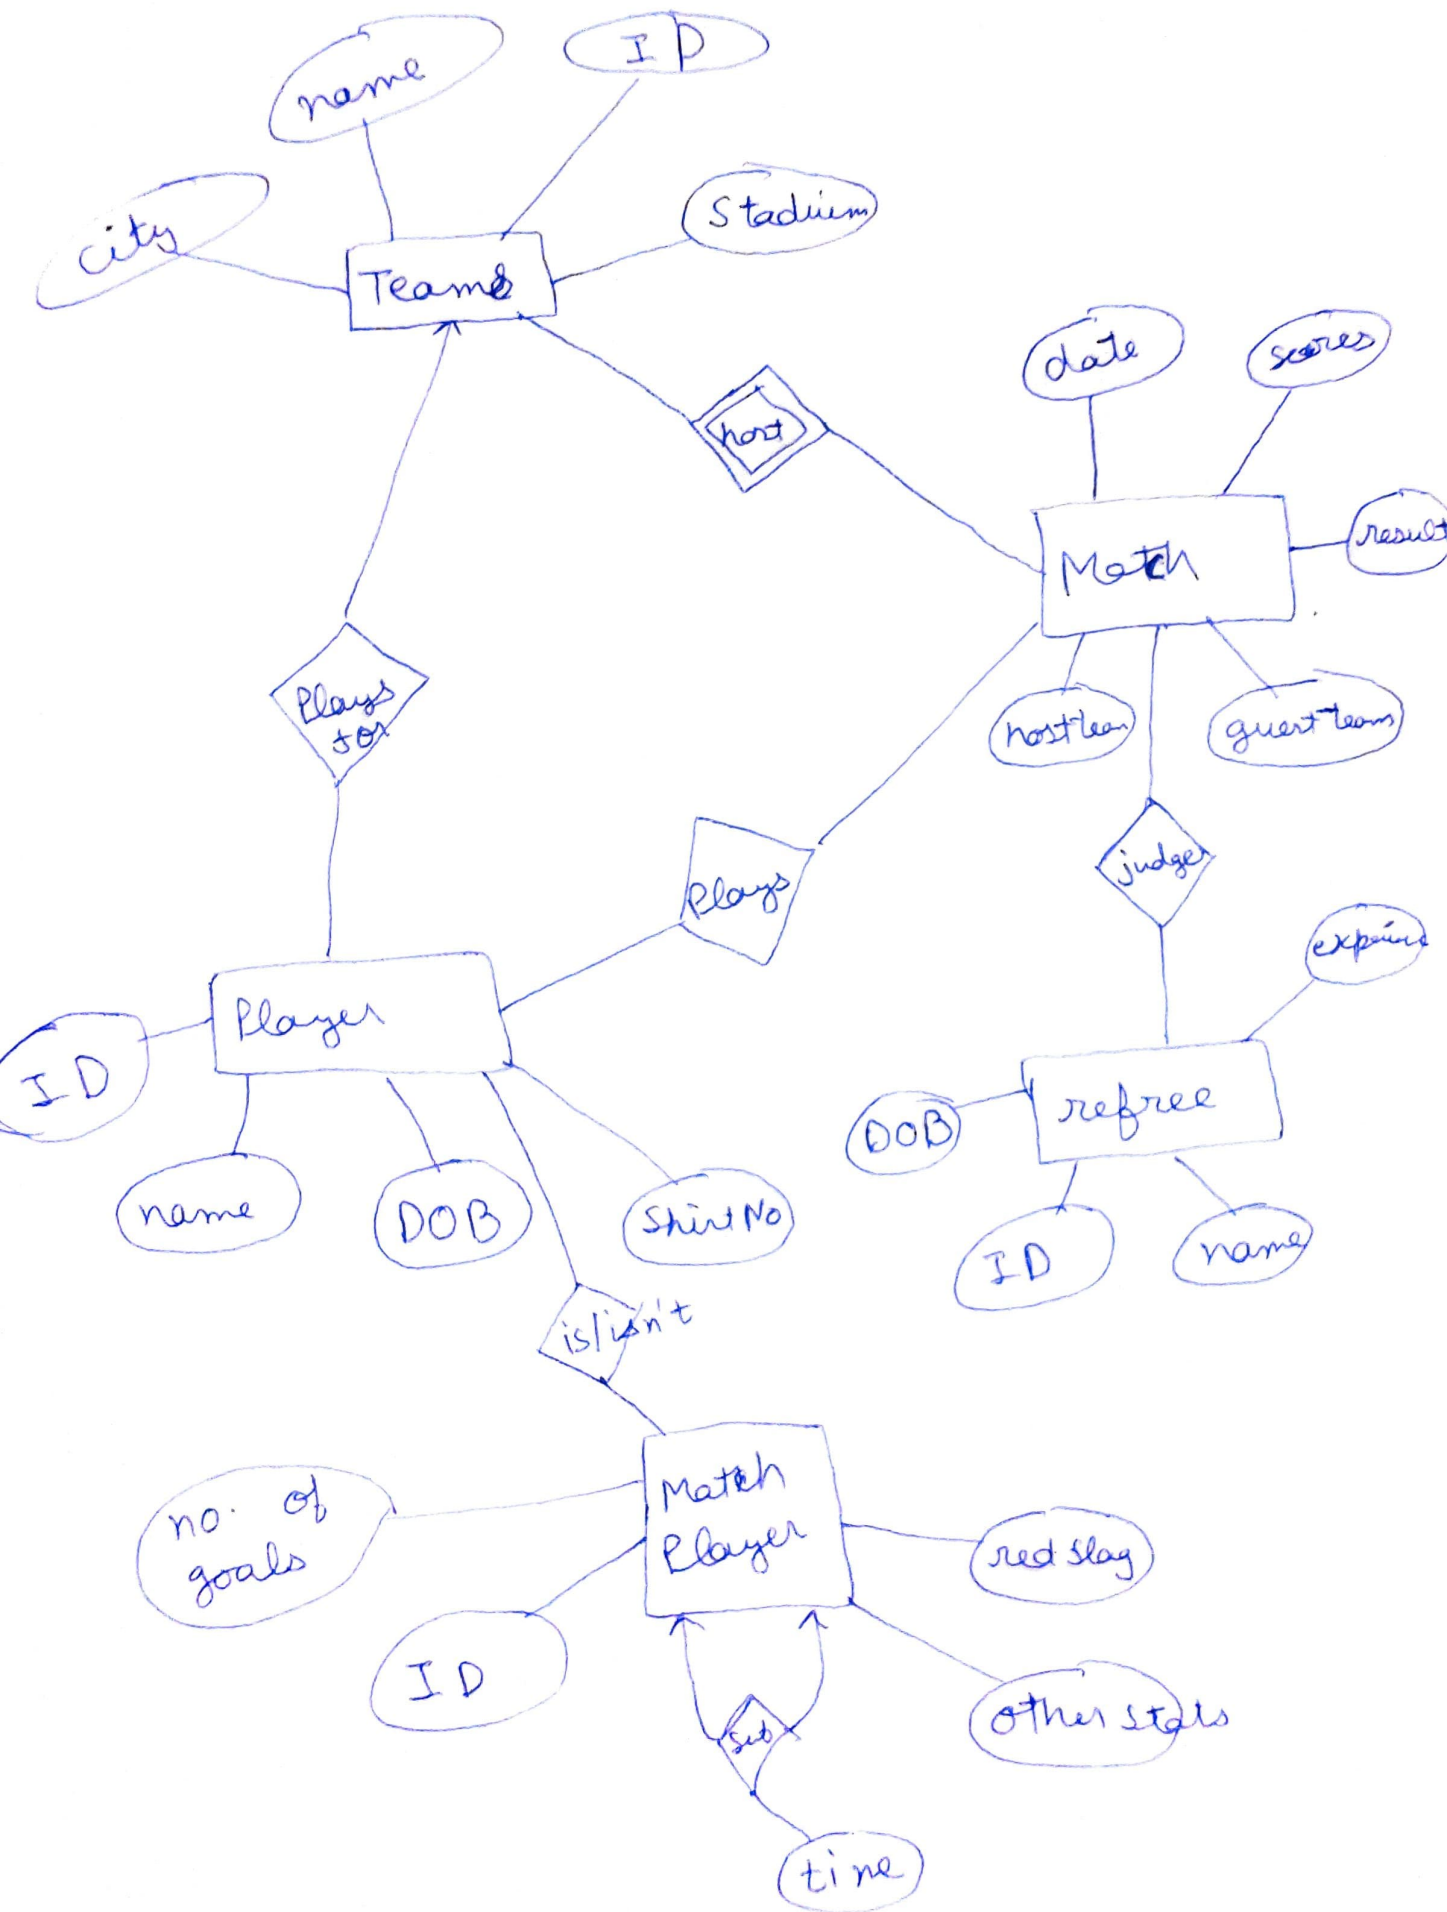 name
ID
city
Stadium
Teams
date
scores
host
result
Match
Plays
for
host team
guest team
judges
Plays
Player
ID
refree
DOB
name
DOB
Shirt No
ID
name
is/isn't
no. of
goals
Match
Player
red flag
ID
other stats
sub
time